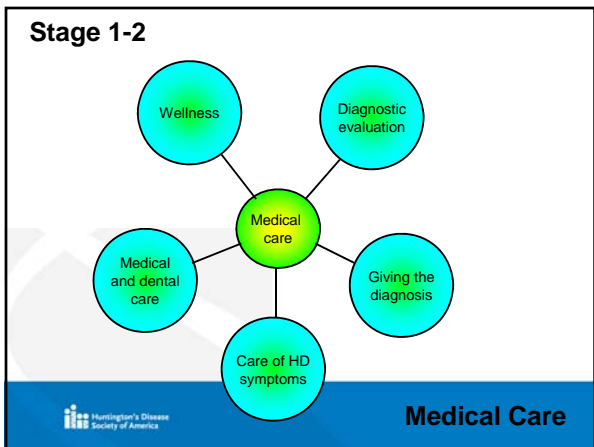 Stage 1-2
Wellness
Diagnostic
evaluation
Medical
care
Medical
and dental
care
Giving the
diagnosis
Care of HD
symptoms
Huntington's Disease
Society of America
Medical Care